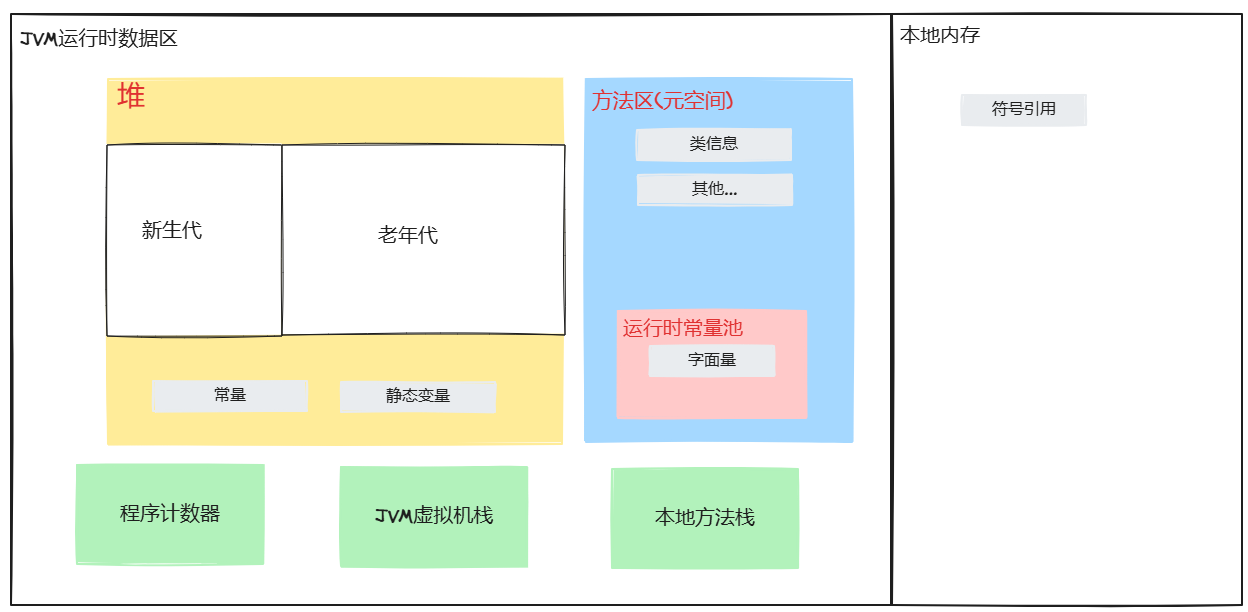 JVM运行时数据区
堆
新生代
老年代
常量
静态变量
方法区(元空间)
类信息
其他...
运行时常量池
字面量
程序计数器
JVM虚拟机栈
本地方法栈
本地内存
符号引用